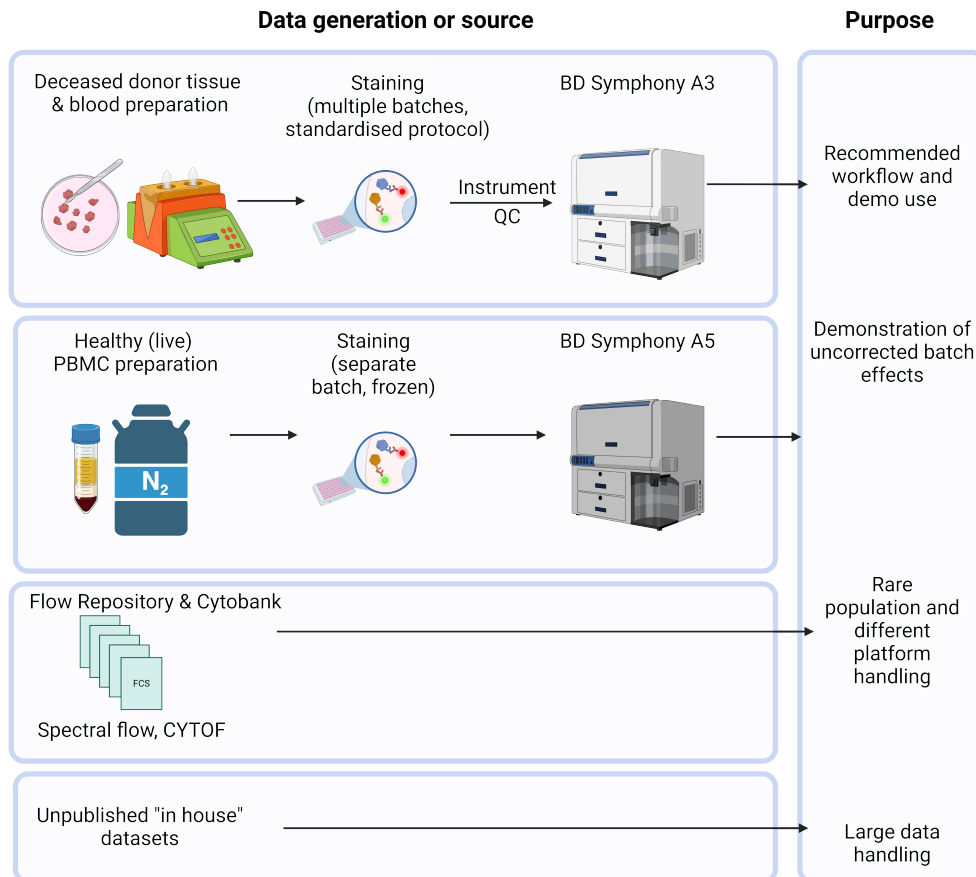 Data generation or source
Purpose
Deceased donor tissue
& blood preparation
Staining
(multiple batches,
standardised protocol)
Instrument
QC
BD Symphony A3
Recommended
workflow and
demo use
Healthy (live)
PBMC preparation
N2
Staining
(separate
batch, frozen)
BD Symphony A5
Demonstration of
uncorrected batch
effects
Flow Repository & Cytobank
FCS
Spectral flow, CYTOF
Rare
population and
different
platform
handling
Unpublished "in house"
datasets
Large data
handling